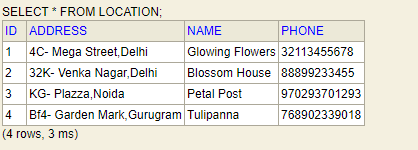 SELECT * FROM LOCATION;
ID ADDRESS NAME PHONE
1 4C- Mega Street,Delhi Glowing Flowers 32113455678
2 32K- Venka Nagar,Delhi Blossom House 88899233455
3 KG- Plazza,Noida Petal Post 970293701293
4 Bf4- Garden Mark,Gurugram Tulipanna 768902339018
(4 rows, 3 ms)